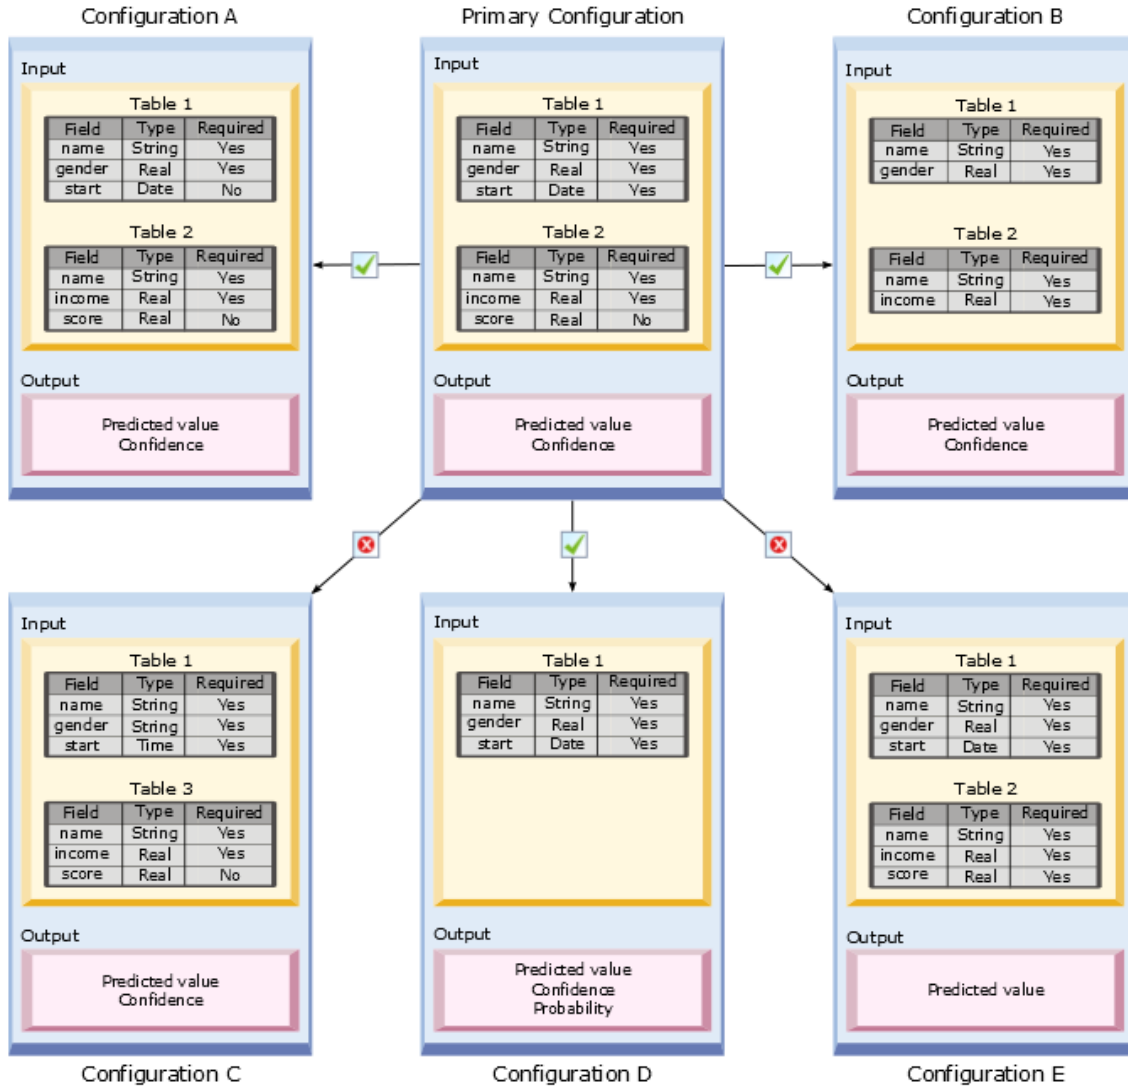 Configuration A
Primary Configuration
Configuration B
Input
Table 1
Field Type Required
name String Yes
gender Real Yes
start Date No
Table 2
Field Type Required
name String Yes
income Real Yes
score Real No
Output
Predicted value
Confidence
Input
Table 1
Field Type Required
name String Yes
gender Real Yes
start Date Yes
Table 2
Field Type Required
name String Yes
income Real Yes
score Real No
Output
Predicted value
Confidence
Input
Table 1
Field Type Required
name String Yes
gender Real Yes
Table 2
Field Type Required
name String Yes
income Real Yes
Output
Predicted value
Confidence
Input
Table 1
Field Type Required
name String Yes
gender String Yes
start Time Yes
Table 3
Field Type Required
name String Yes
income Real Yes
score Real No
Output
Predicted value
Confidence
Configuration C
Input
Table 1
Field Type Required
name String Yes
gender Real Yes
start Date Yes
Output
Predicted value
Confidence
Probability
Configuration D
Input
Table 1
Field Type Required
name String Yes
gender Real Yes
start Date Yes
Table 2
Field Type Required
name String Yes
income Real Yes
score Real Yes
Output
Predicted value
Configuration E